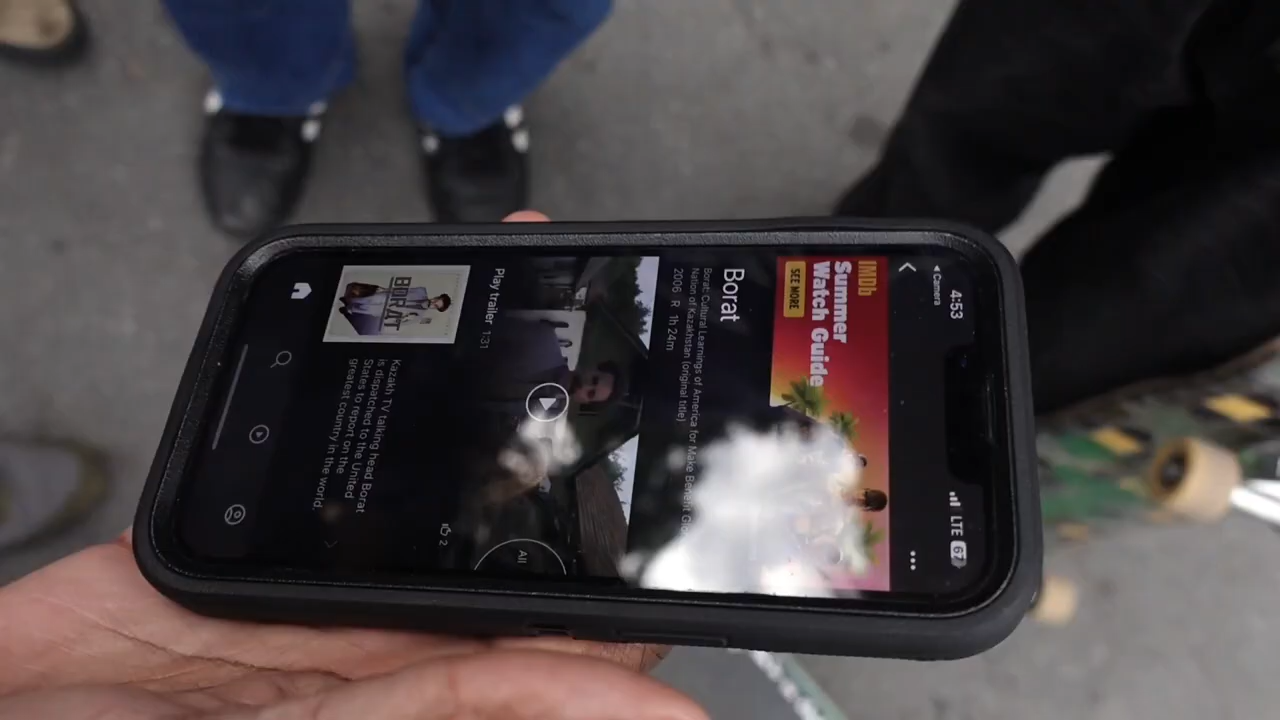 4:53
LTE 67
Camera
IMDb
Summer
Watch Guide
SEE MORE
Borat
Borat: Cultural Learnings of America for Make Benefit
Nation of Kazakhstan (original title)
2006 R 1h 24m
Play trailer 1:31
All
2
BORAT
Kazakh TV talking head Borat
is dispatched to the United
States to report on the
greatest country in the world.